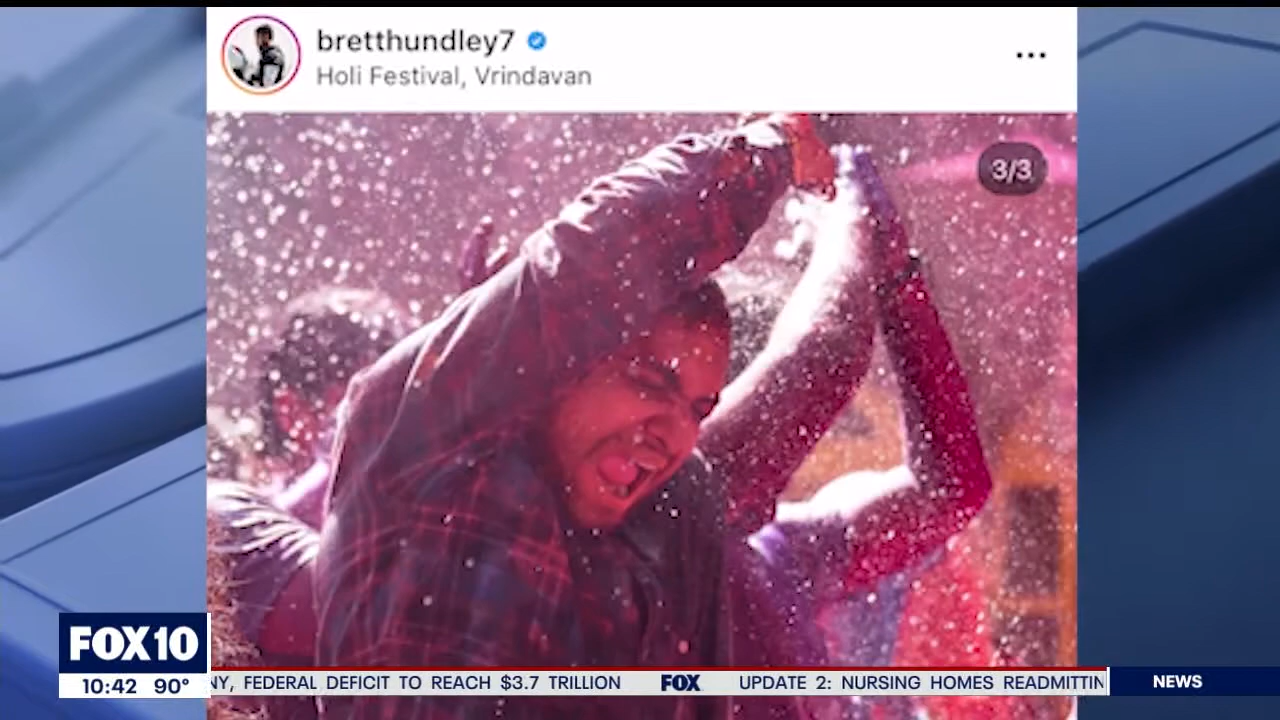 bretthundley7
Holi Festival, Vrindavan
3/3
FOX10
10:42 90°
NY, FEDERAL DEFICIT TO REACH $3.7 TRILLION FOX UPDATE 2: NURSING HOMES READMITTIN
NEWS